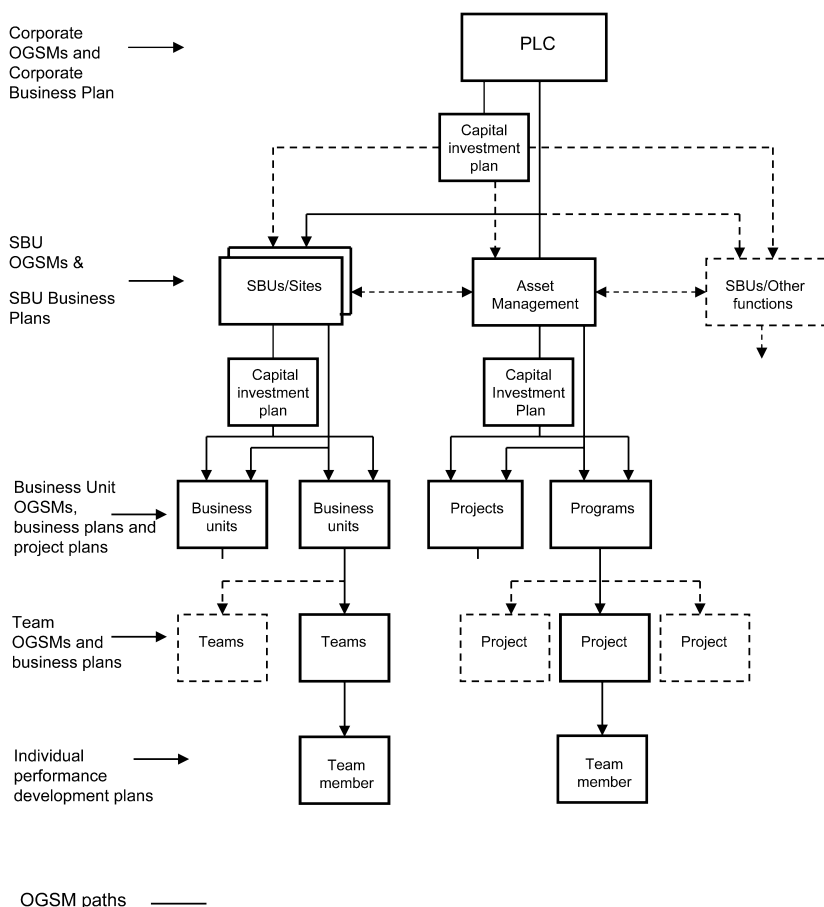 Corporate
OGSMs and
Corporate
Business Plan
PLC
Capital
investment
plan
SBU
OGSMs &
SBU Business
Plans
SBUs/Sites
Asset
Management
SBUs/Other
functions
Capital
investment
plan
Capital
Investment
Plan
Business Unit
OGSMs,
business plans and
project plans
Business
units
Business
units
Projects
Programs
Team
OGSMs and
business plans
Teams
Teams
Project
Project
Project
Individual
performance
development plans
Team
member
Team
member
OGSM paths